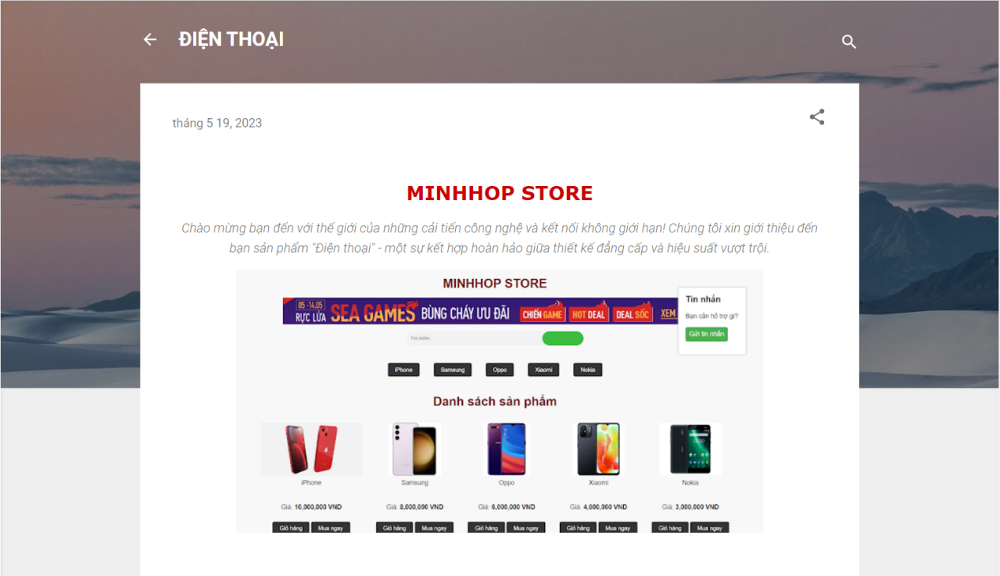 ĐIỆN THOẠI
tháng 5 19, 2023
MINHHOP STORE
Chào mừng bạn đến với thế giới của những cải tiến công nghệ và kết nối không giới hạn! Chúng tôi xin giới thiệu đến
bạn sản phẩm "Điện thoại" - một sự kết hợp hoàn hảo giữa thiết kế đẳng cấp và hiệu suất vượt trội.
MINHHOP STORE
05 -14.05
RỰC LỬA SEA GAMES BÙNG CHÁY ƯU ĐÃI CHIẾN GAME HOT DEAL DEAL SỐC XEM
Tin nhắn
Bạn cần hỗ trợ gì?
Gửi tin nhắn
Tìm kiếm...
iPhone Samsung Oppo Xiaomi Nokia
Danh sách sản phẩm
iPhone Samsung Oppo Xiaomi Nokia
Giá: 10,000,000 VND Giá: 8,000,000 VND Giá: 6,000,000 VND Giá: 4,000,000 VND Giá: 3,000,000 VND
Giỏ hàng Mua ngay Giỏ hàng Mua ngay Giỏ hàng Mua ngay Giỏ hàng Mua ngay Giỏ hàng Mua ngay